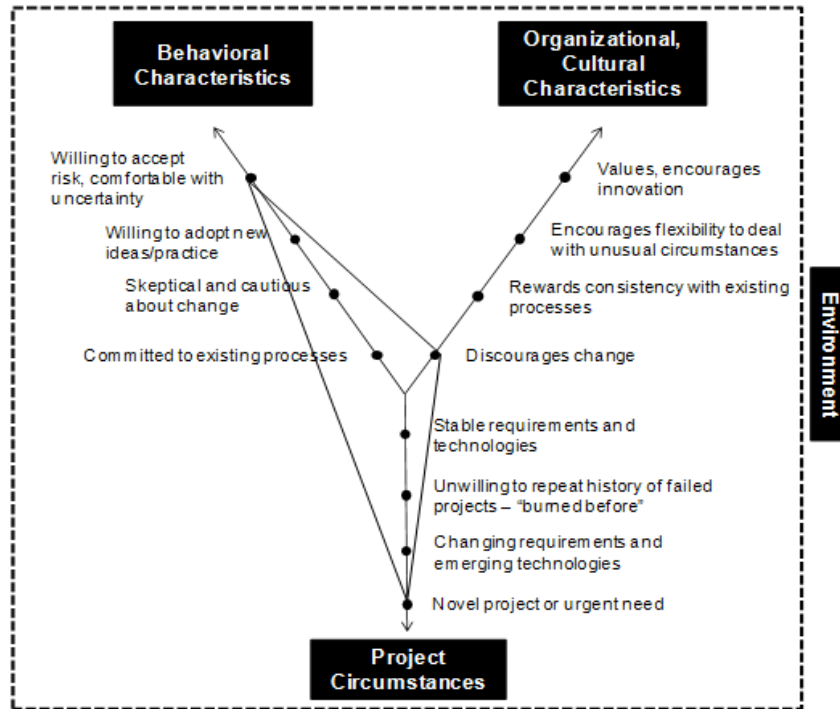 Behavioral
Characteristics
Organizational,
Cultural
Characteristics
Willing to accept
risk, comfortable with
uncertainty
Values, encourages
innovation
Willing to adopt new
ideas/practice
Encourages flexibility to deal
with unusual circumstances
Skeptical and cautious
about change
Rewards consistency with existing
processes
Committed to existing processes
Discourages change
Stable requirements and
technologies
Unwilling to repeat history of failed
projects – “burned before”
Changing requirements and
emerging technologies
Novel project or urgent need
Project
Circumstances
Environment